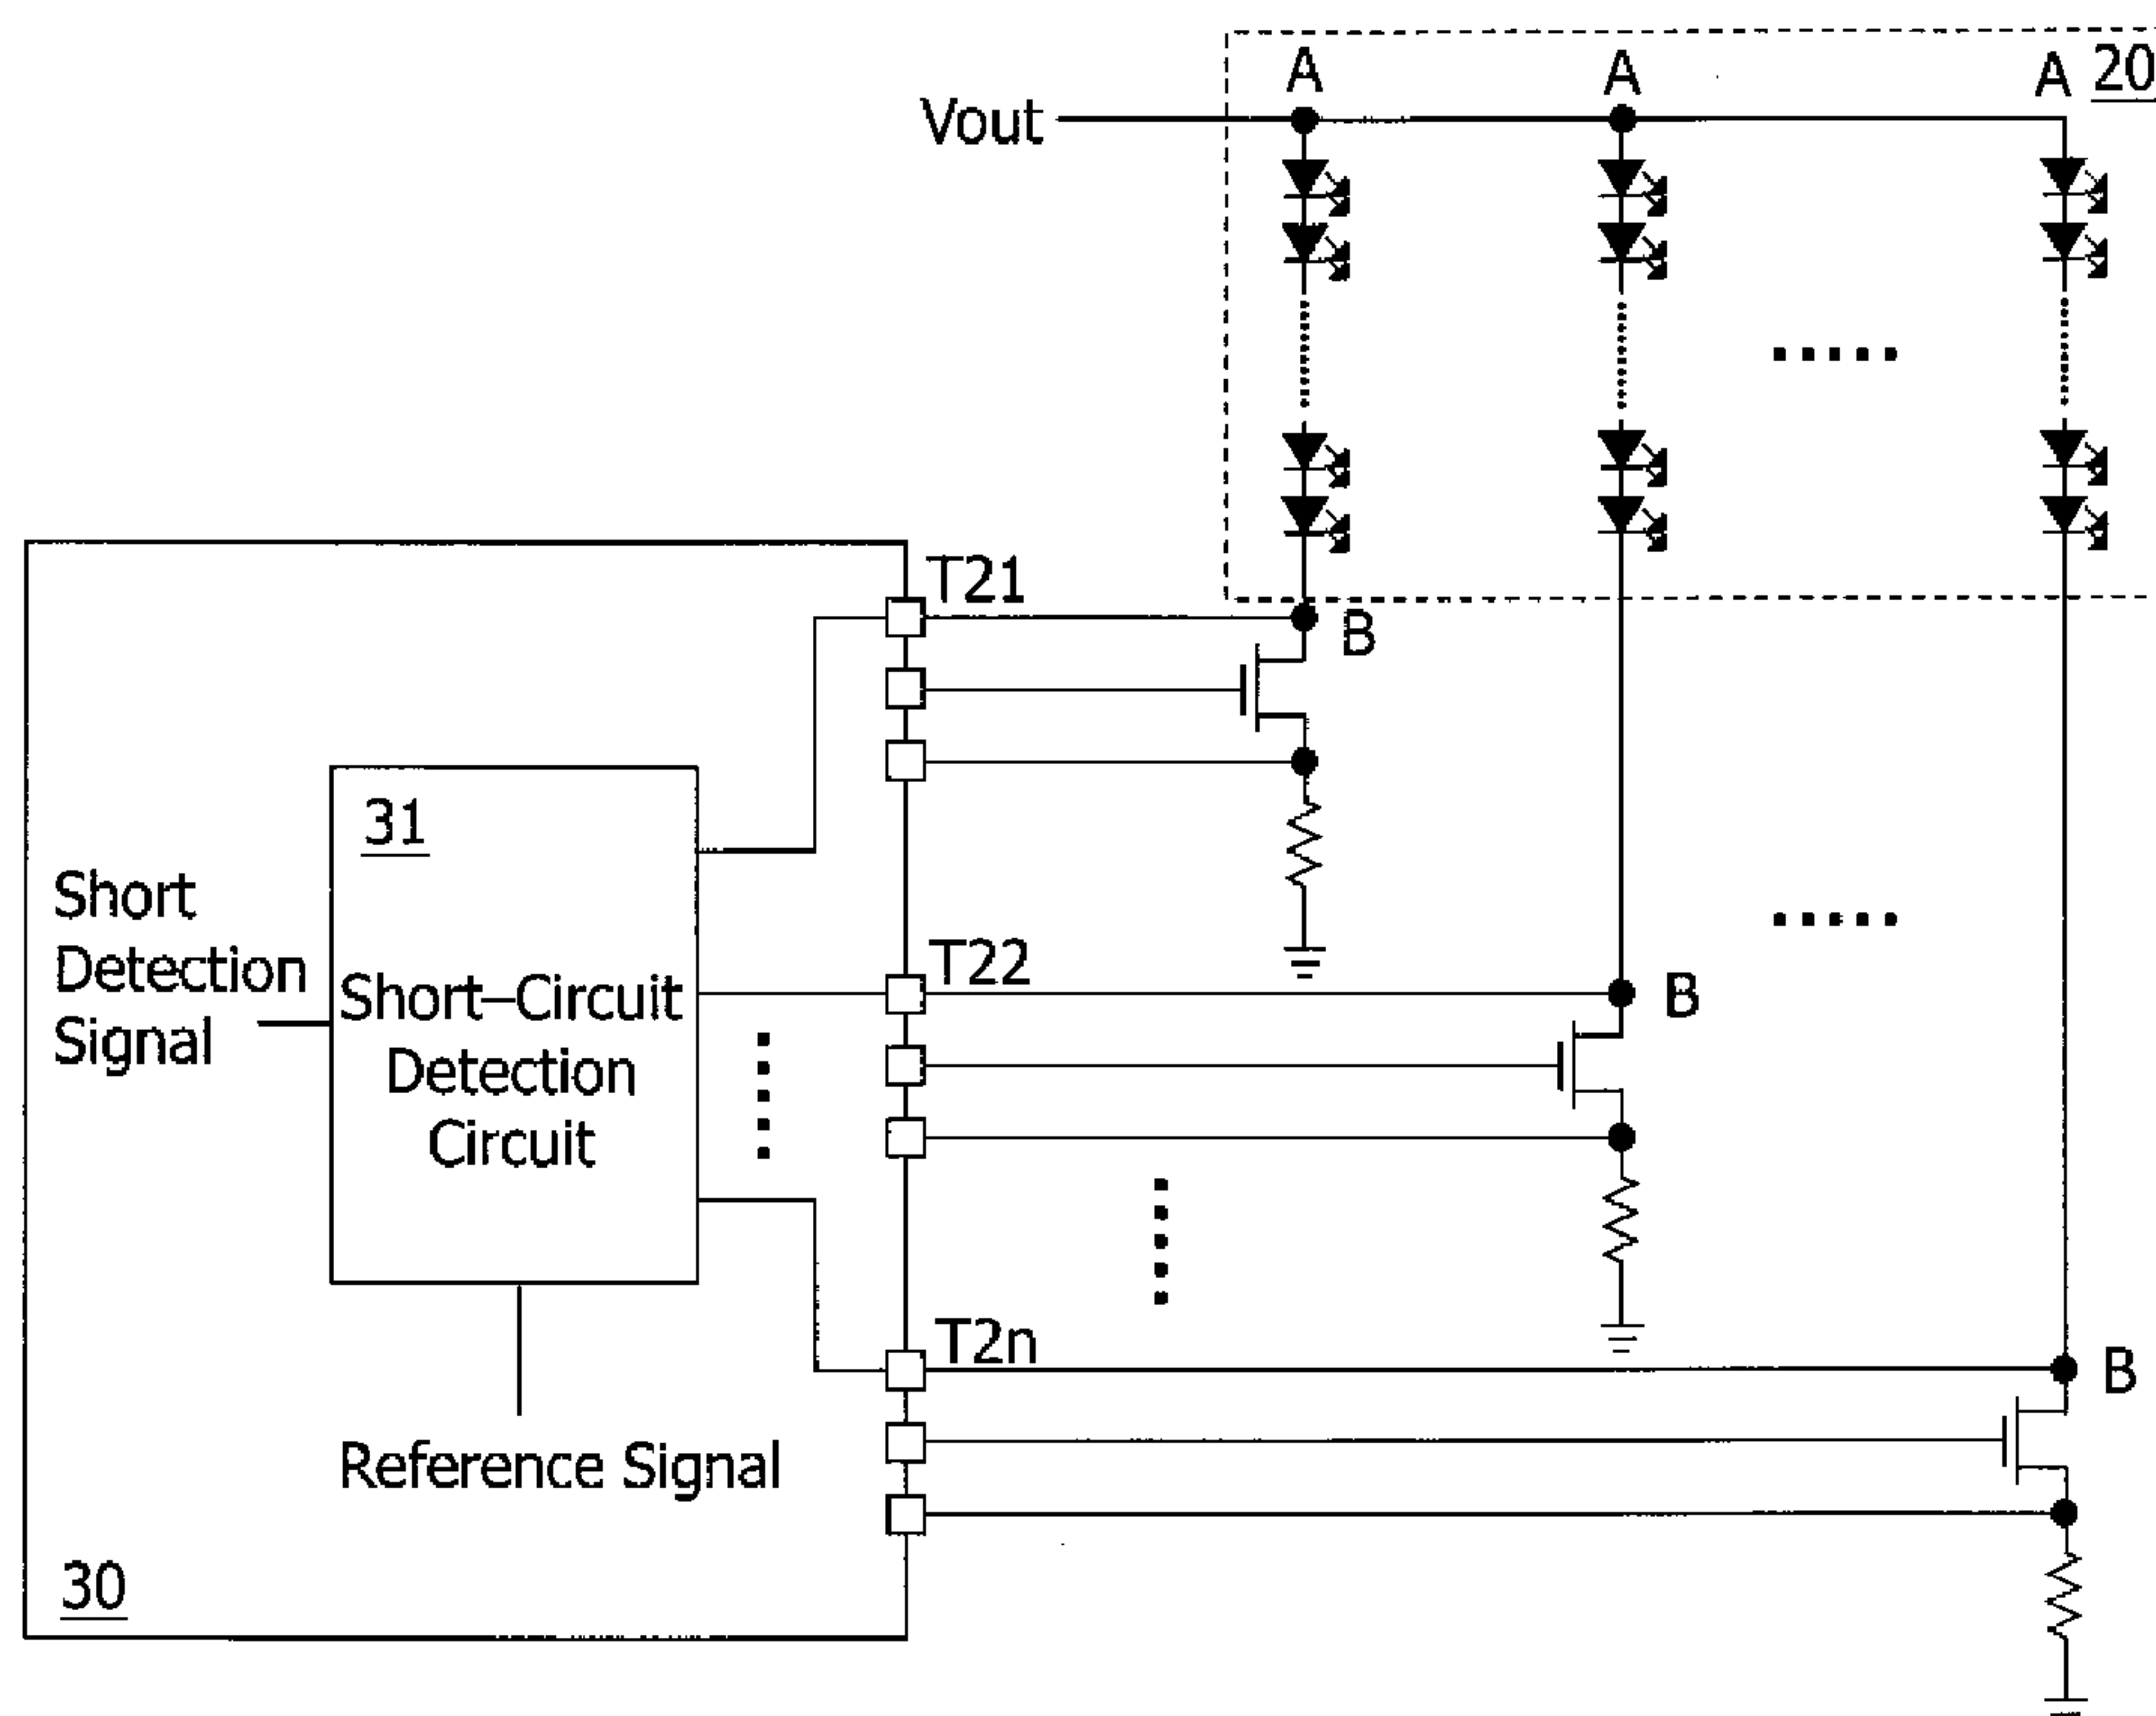 A A A 20
Vout
T21
B
31
Short
Detection
Signal
Short–Circuit
Detection
Circuit
T22
B
T2n
B
Reference Signal
30